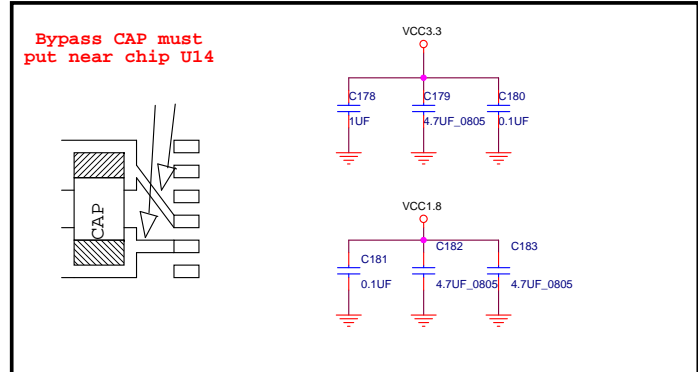 Bypass CAP must
put near chip U14
CAP
VCC3.3
C178
1UF
C179
4.7UF_0805
C180
0.1UF
VCC1.8
C181
0.1UF
C182
4.7UF_0805
C183
4.7UF_0805